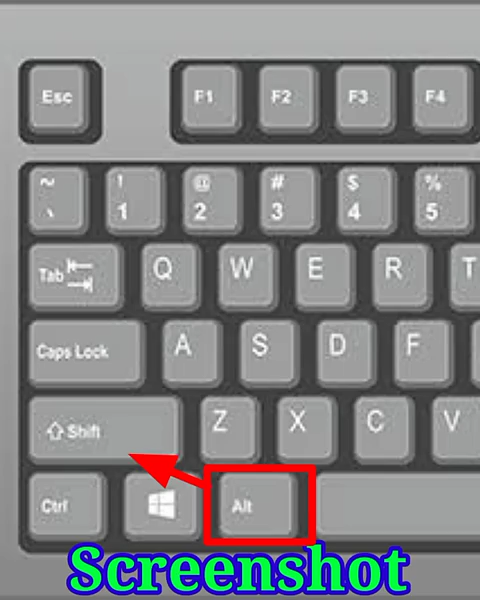 Esc F1 F2 F3 F4
~ ! @ # $ %
` 1 2 3 4 5
Tab Q W E R T
Caps Lock A S D F
Shift Z X C V
Ctrl Alt
Screenshot